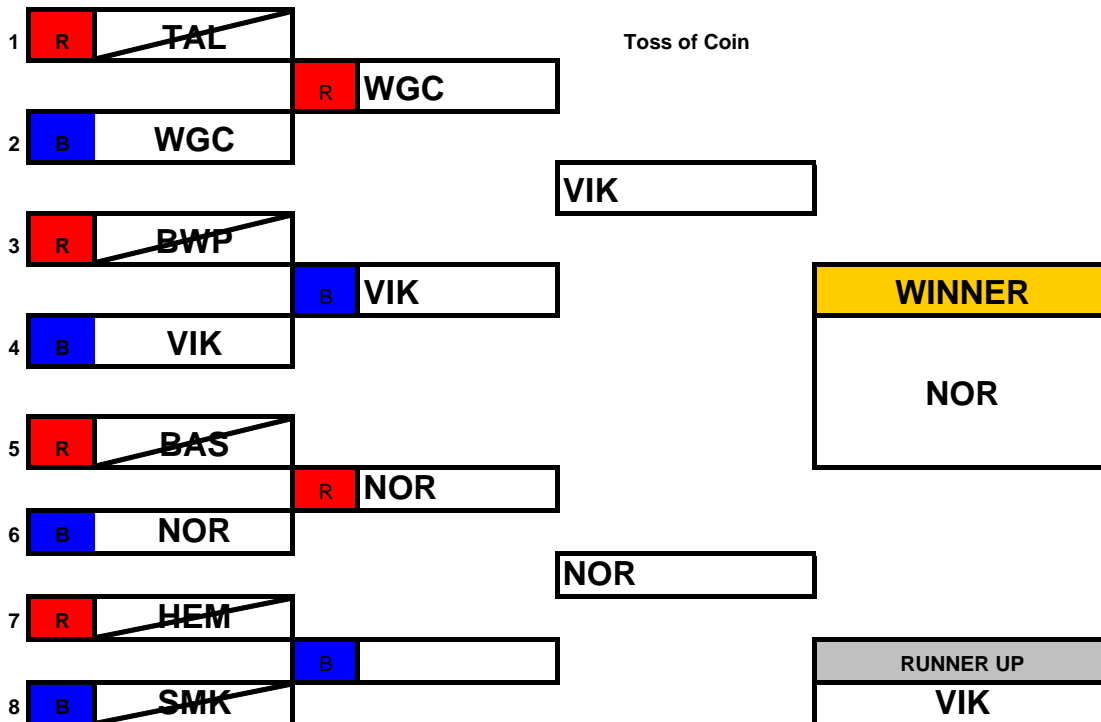 1 R TAL Toss of Coin
R WGC
2 B WGC
VIK
3 R BWP
B VIK WINNER
4 B VIK
NOR
5 R BAS
R NOR
6 B NOR
NOR
7 R HEM
B RUNNER UP
8 B SMK VIK